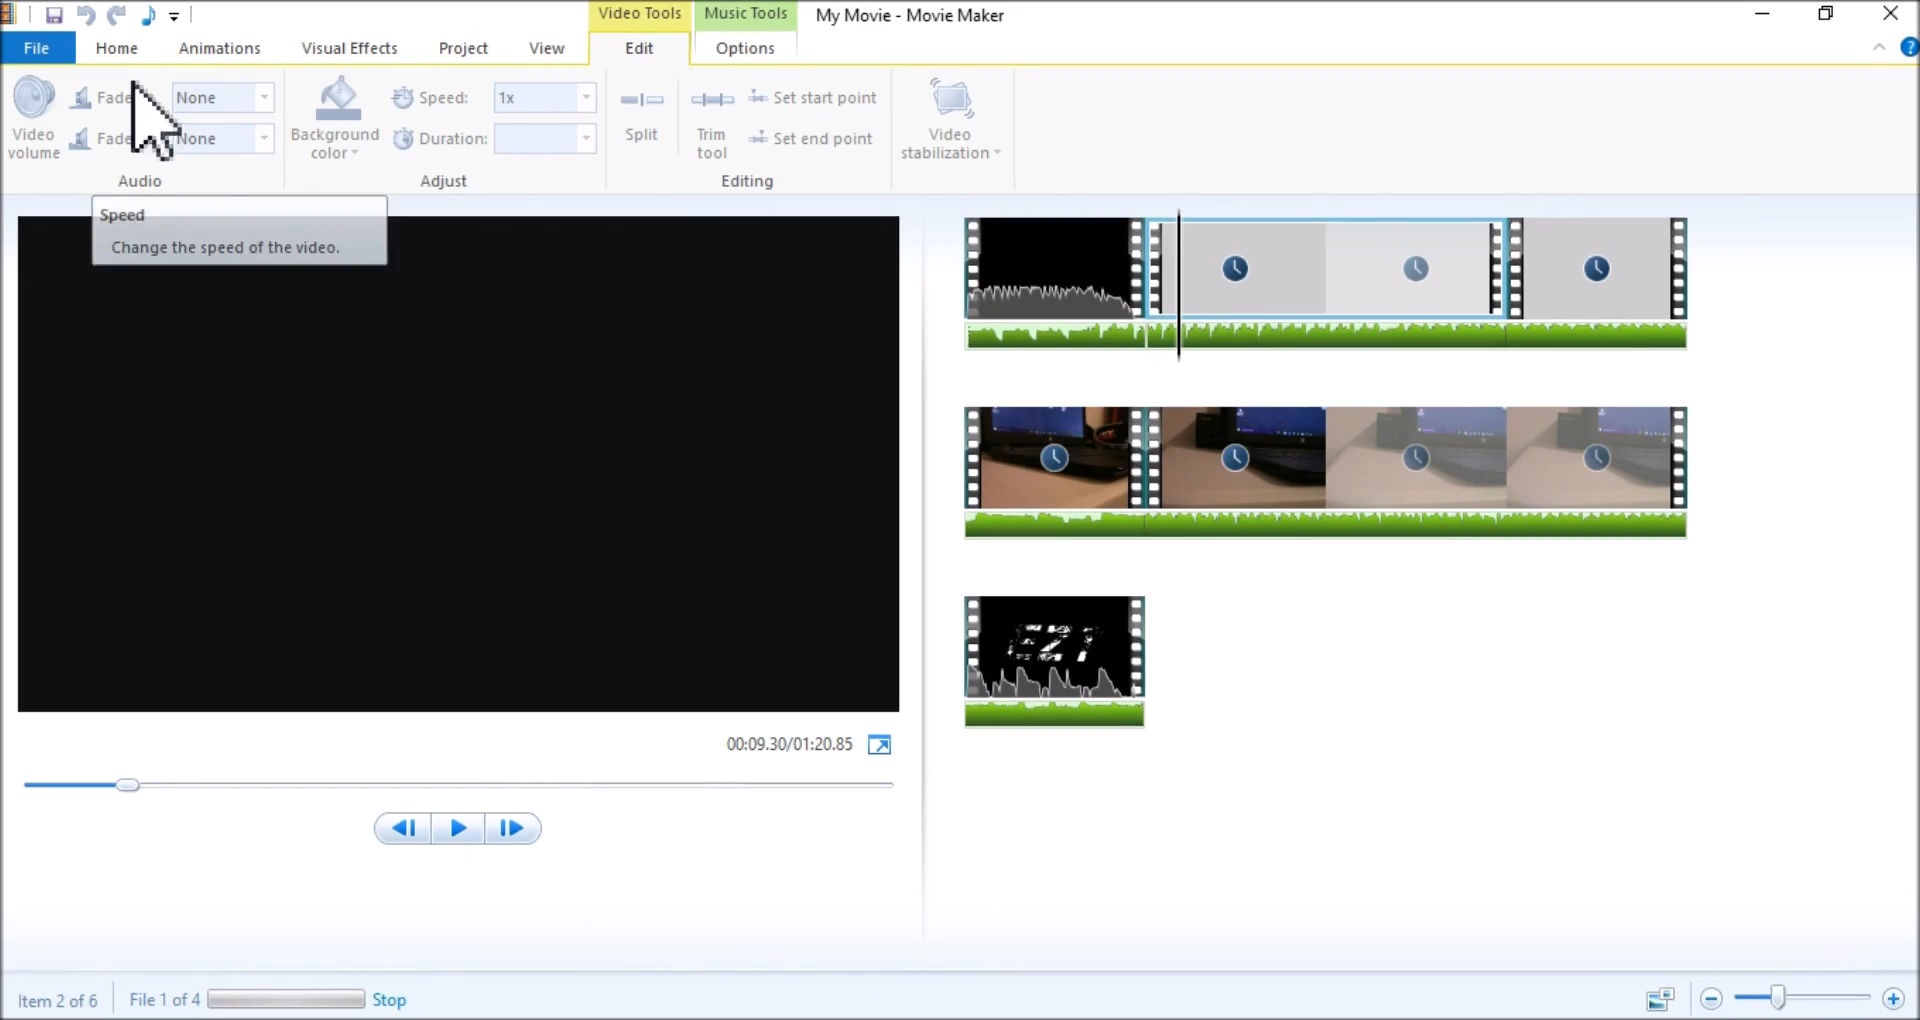 Video Tools
Music Tools
My Movie - Movie Maker
File
Home
Animations
Visual Effects
Project
View
Edit
Options
?
Video
volume
Fade
None
Fade
None
Audio
Background
color
Speed:
1x
Duration:
Adjust
Split
Trim
tool
Set start point
Set end point
Editing
Video
stabilization
Speed
Change the speed of the video.
EZT
00:09.30/01:20.85
Item 2 of 6
File 1 of 4
Stop